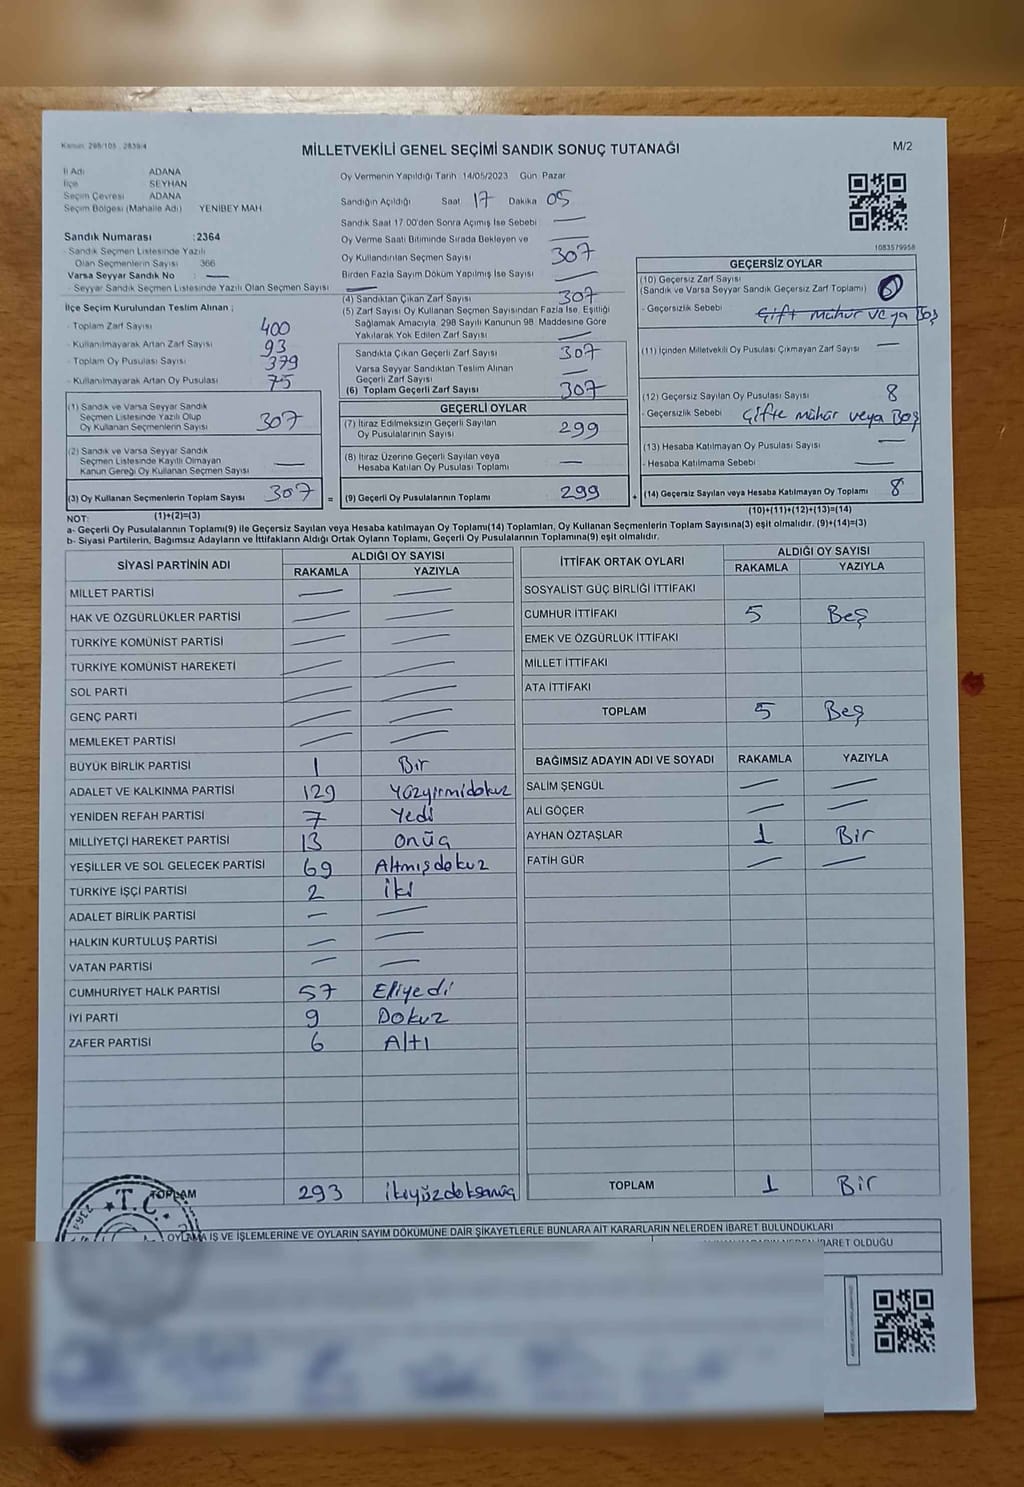 Kanun: 298/105 , 2839/4
MİLLETVEKİLİ GENEL SEÇİMİ SANDIK SONUÇ TUTANAĞI
M/2
İl Adı ADANA
İlçe SEYHAN
Seçim Çevresi ADANA
Seçim Bölgesi (Mahalle Adı) YENİBEY MAH.
Sandık Numarası :2364
- Sandık Seçmen Listesinde Yazılı
Olan Seçmenlerin Sayısı 366
Varsa Seyyar Sandık No : —
- Seyyar Sandık Seçmen Listesinde Yazılı Olan Seçmen Sayısı : —
İlçe Seçim Kurulundan Teslim Alınan ;
- Toplam Zarf Sayısı 400
- Kullanılmayarak Artan Zarf Sayısı 93
- Toplam Oy Pusulası Sayısı 379
- Kullanılmayarak Artan Oy Pusulası 75
(1) Sandık ve Varsa Seyyar Sandık
Seçmen Listesinde Yazılı Olup
Oy Kullanan Seçmenlerin Sayısı 307
(2) Sandık ve Varsa Seyyar Sandık
Seçmen Listesinde Kayıtlı Olmayan
Kanun Gereği Oy Kullanan Seçmen Sayısı —
(3) Oy Kullanan Seçmenlerin Toplam Sayısı 307
(1)+(2)=(3)
Oy Vermenin Yapıldığı Tarih :14/05/2023 Gün: Pazar
Sandığın Açıldığı Saat 17 Dakika 05
Sandık Saat 17.00'den Sonra Açımış İse Sebebi —
Oy Verme Saati Bitiminde Sırada Bekleyen ve —
Oy Kullandırılan Seçmen Sayısı 307
Birden Fazla Sayım Döküm Yapılmış İse Sayısı —
(4) Sandıktan Çıkan Zarf Sayısı 307
(5) Zarf Sayısı Oy Kullanan Seçmen Sayısından Fazla İse, Eşitliği
Sağlamak Amacıyla, 298 Sayılı Kanunun 98. Maddesine Göre
Yakılarak Yok Edilen Zarf Sayısı —
Sandıkta Çıkan Geçerli Zarf Sayısı 307
Varsa Seyyar Sandıktan Teslim Alınan
Geçerli Zarf Sayısı —
(6) Toplam Geçerli Zarf Sayısı 307
GEÇERLİ OYLAR
(7) İtiraz Edilmeksizin Geçerli Sayılan
Oy Pusulalarının Sayısı 299
(8) İtiraz Üzerine Geçerli Sayılan veya
Hesaba Katılan Oy Pusulası Toplamı —
= (9) Geçerli Oy Pusulalarının Toplamı 299
1083579958
GEÇERSİZ OYLAR
(10) Geçersiz Zarf Sayısı
(Sandık ve Varsa Seyyar Sandık Geçersiz Zarf Toplamı)
- Geçersizlik Sebebi Çift mühür veya Boş
(11) İçinden Milletvekili Oy Pusulası Çıkmayan Zarf Sayısı —
(12) Geçersiz Sayılan Oy Pusulası Sayısı 8
- Geçersizlik Sebebi Çifte mühür veya Boş
(13) Hesaba Katılmayan Oy Pusulası Sayısı —
- Hesaba Katılmama Sebebi —
+ (14) Geçersiz Sayılan veya Hesaba Katılmayan Oy Toplamı 8
(10)+(11)+(12)+(13)=(14)
NOT:
a- Geçerli Oy Pusulalarının Toplamı(9) ile Geçersiz Sayılan veya Hesaba katılmayan Oy Toplamı(14) Toplamları, Oy Kullanan Seçmenlerin Toplam Sayısına(3) eşit olmalıdır. (9)+(14)=(3)
b- Siyasi Partilerin, Bağımsız Adayların ve İttifakların Aldığı Ortak Oyların Toplamı, Geçerli Oy Pusulalarının Toplamına(9) eşit olmalıdır.
SİYASİ PARTİNİN ADI ALDIĞI OY SAYISI
RAKAMLA YAZIYLA
MİLLET PARTİSİ — —
HAK VE ÖZGÜRLÜKLER PARTİSİ — —
TÜRKİYE KOMÜNİST PARTİSİ — —
TÜRKİYE KOMÜNİST HAREKETİ — —
SOL PARTİ — —
GENÇ PARTİ — —
MEMLEKET PARTİSİ — —
BÜYÜK BİRLİK PARTİSİ 1 Bir
ADALET VE KALKINMA PARTİSİ 129 Yüzyirmidokuz
YENİDEN REFAH PARTİSİ 7 Yedi
MİLLİYETÇİ HAREKET PARTİSİ 13 onüç
YEŞİLLER VE SOL GELECEK PARTİSİ 69 Altmışdokuz
TÜRKİYE İŞÇİ PARTİSİ 2 İki
ADALET BİRLİK PARTİSİ — —
HALKIN KURTULUŞ PARTİSİ — —
VATAN PARTİSİ — —
CUMHURİYET HALK PARTİSİ 57 Elliyedi
İYİ PARTİ 9 Dokuz
ZAFER PARTİSİ 6 Altı
TOPLAM 293 ikiyüzdoksanüç
İTTİFAK ORTAK OYLARI ALDIĞI OY SAYISI
RAKAMLA YAZIYLA
SOSYALİST GÜÇ BİRLİĞİ İTTİFAKI
CUMHUR İTTİFAKI 5 Beş
EMEK VE ÖZGÜRLÜK İTTİFAKI
MİLLET İTTİFAKI
ATA İTTİFAKI
TOPLAM 5 Beş
BAĞIMSIZ ADAYIN ADI VE SOYADI RAKAMLA YAZIYLA
SALİM ŞENGÜL — —
ALİ GÖÇER — —
AYHAN ÖZTAŞLAR 1 Bir
FATİH GÜR — —
TOPLAM 1 Bir
T.C.
2364
OYLAMA İŞ VE İŞLEMLERİNE VE OYLARIN SAYIM DÖKÜMÜNE DAİR ŞİKAYETLERLE BUNLARA AİT KARARLARIN NELERDEN İBARET BULUNDUKLARI
İBARET OLDUĞU